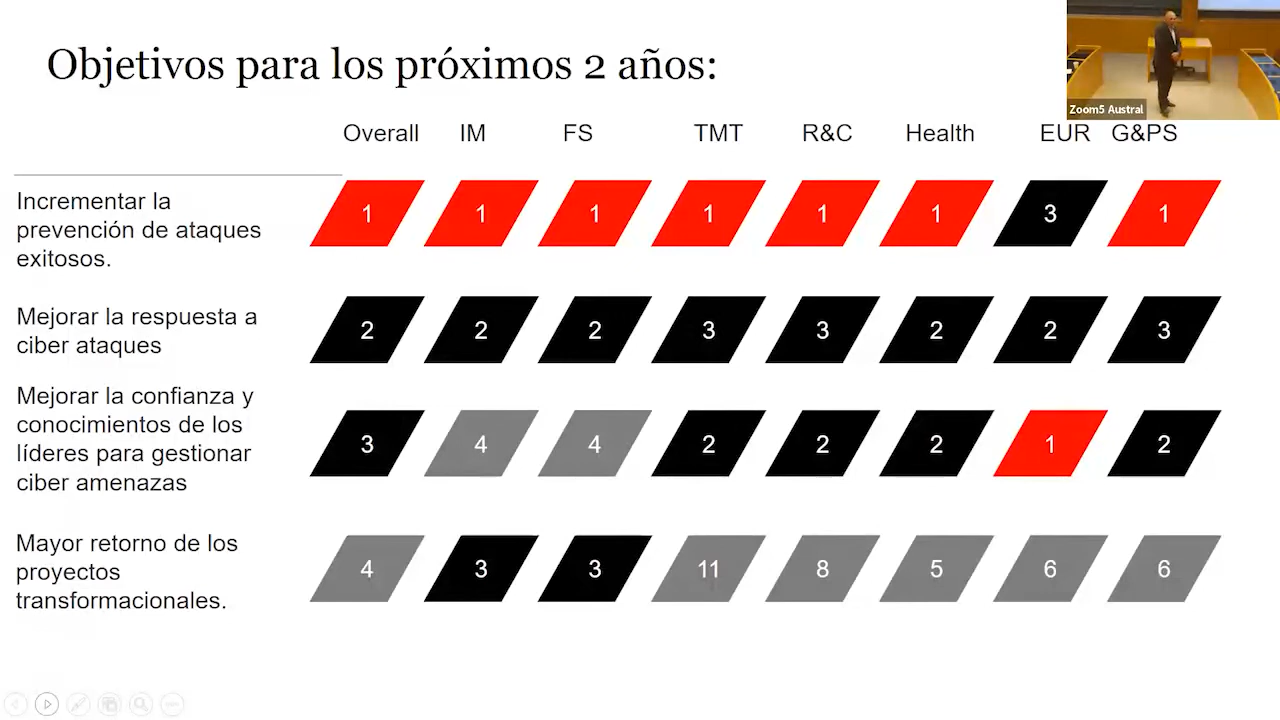 Objetivos para los próximos 2 años:
Zoom5 Austral
Overall IM FS TMT R&C Health EUR G&PS
Incrementar la
prevención de ataques
exitosos.
1 1 1 1 1 1 3 1
Mejorar la respuesta a
ciber ataques
2 2 2 3 3 2 2 3
Mejorar la confianza y
conocimientos de los
líderes para gestionar
ciber amenazas
3 4 4 2 2 2 1 2
Mayor retorno de los
proyectos
transformacionales.
4 3 3 11 8 5 6 6